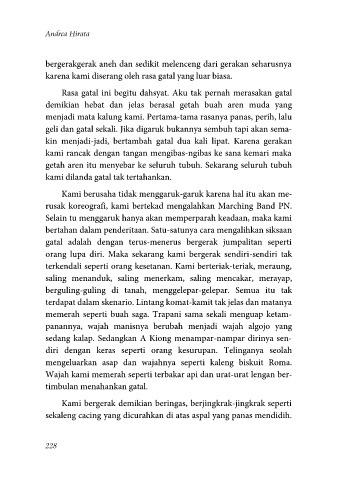 Andrea Hirata
bergerakgerak aneh dan sedikit melenceng dari gerakan seharusnya
karena kami diserang oleh rasa gatal yang luar biasa.
Rasa gatal ini begitu dahsyat. Aku tak pernah merasakan gatal
demikian hebat dan jelas berasal getah buah aren muda yang
menjadi mata kalung kami. Pertama-tama rasanya panas, perih, lalu
geli dan gatal sekali. Jika digaruk bukannya sembuh tapi akan sema-
kin menjadi-jadi, bertambah gatal dua kali lipat. Karena gerakan
kami rancak dengan tangan mengibas-ngibas ke sana kemari maka
getah aren itu menyebar ke seluruh tubuh. Sekarang seluruh tubuh
kami dilanda gatal tak tertahankan.
Kami berusaha tidak menggaruk-garuk karena hal itu akan me-
rusak koreografi, kami bertekad mengalahkan Marching Band PN.
Selain tu menggaruk hanya akan memperparah keadaan, maka kami
bertahan dalam penderitaan. Satu-satunya cara mengalihkan siksaan
gatal adalah dengan terus-menerus bergerak jumpalitan seperti
orang lupa diri. Maka sekarang kami bergerak sendiri-sendiri tak
terkendali seperti orang kesetanan. Kami berteriak-teriak, meraung,
saling menanduk, saling menerkam, saling mencakar, merayap,
berguling-guling di tanah, menggelepar-gelepar. Semua itu tak
terdapat dalam skenario. Lintang komat-kamit tak jelas dan matanya
memerah seperti buah saga. Trapani sama sekali menguap ketam-
panannya, wajah manisnya berubah menjadi wajah algojo yang
sedang kalap. Sedangkan A Kiong menampar-nampar dirinya sen-
diri dengan keras seperti orang kesurupan. Telinganya seolah
mengeluarkan asap dan wajahnya seperti kaleng biskuit Roma.
Wajah kami memerah seperti terbakar api dan urat-urat lengan ber-
timbulan menahankan gatal.
Kami bergerak demikian beringas, berjingkrak-jingkrak seperti
sekaleng cacing yang dicurahkan di atas aspal yang panas mendidih.
228